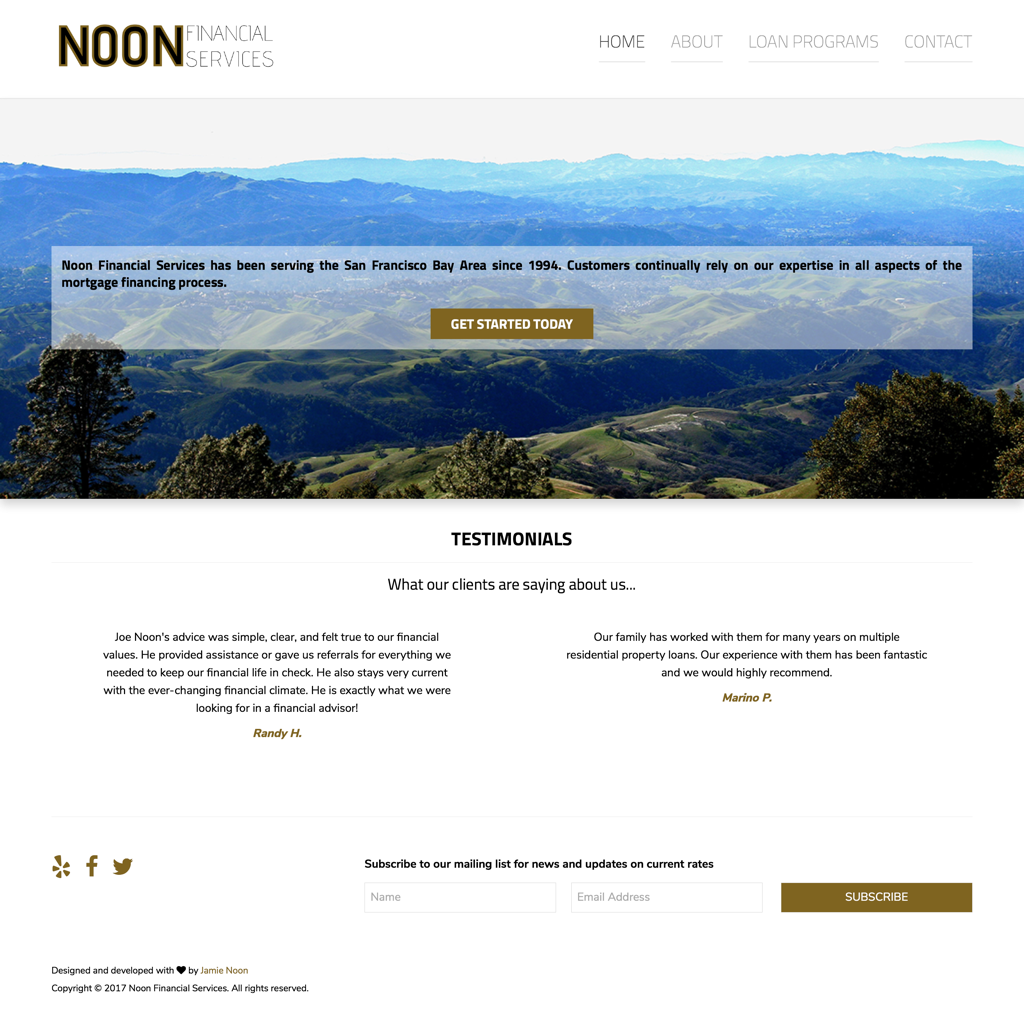 NOON FINANCIAL SERVICES
HOME ABOUT LOAN PROGRAMS CONTACT
Noon Financial Services has been serving the San Francisco Bay Area since 1994. Customers continually rely on our expertise in all aspects of the
mortgage financing process.
GET STARTED TODAY
TESTIMONIALS
What our clients are saying about us...
Joe Noon's advice was simple, clear, and felt true to our financial
values. He provided assistance or gave us referrals for everything we
needed to keep our financial life in check. He also stays very current
with the ever-changing financial climate. He is exactly what we were
looking for in a financial advisor!
Randy H.
Our family has worked with them for many years on multiple
residential property loans. Our experience with them has been fantastic
and we would highly recommend.
Marino P.
Subscribe to our mailing list for news and updates on current rates
Name
Email Address
SUBSCRIBE
Designed and developed with ♥ by Jamie Noon
Copyright © 2017 Noon Financial Services. All rights reserved.